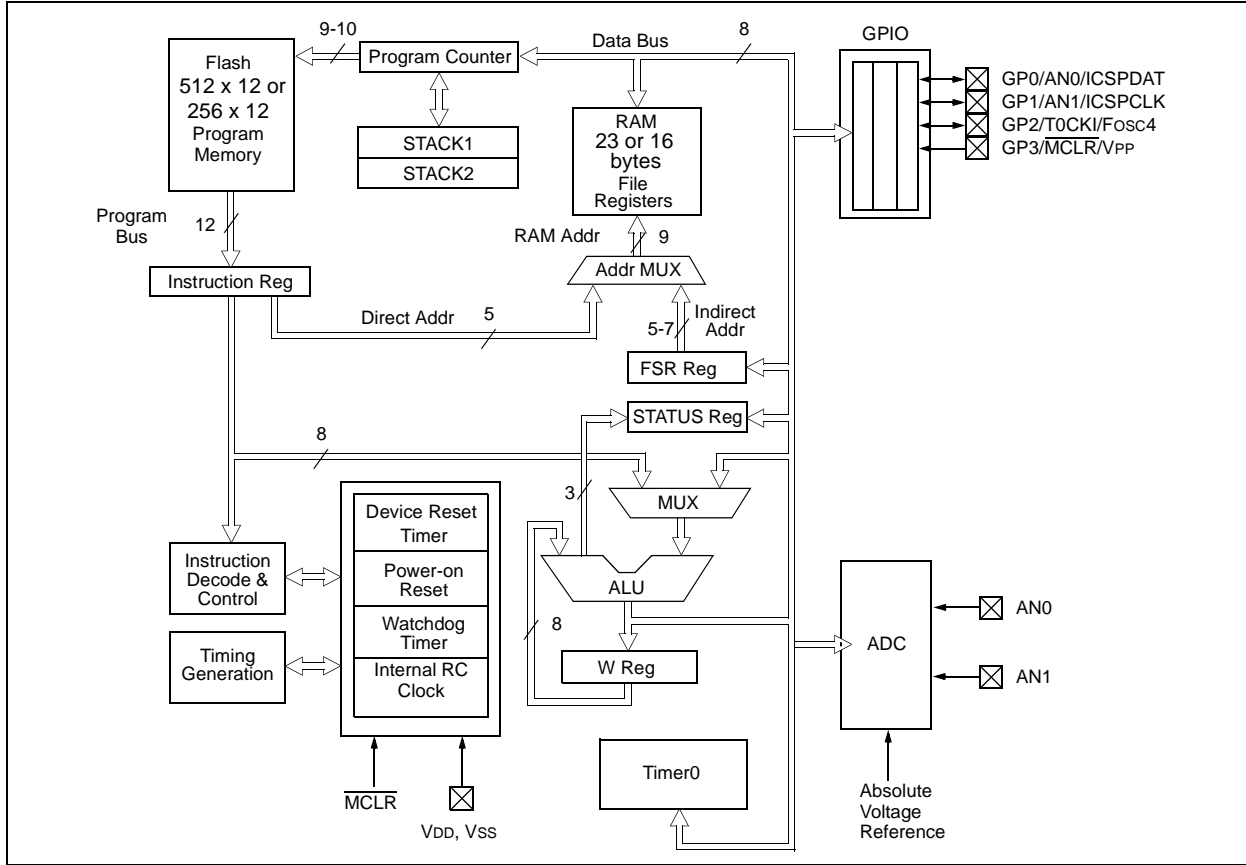 9-10
Data Bus
8
GPIO
Flash
512 x 12 or
256 x 12
Program
Memory
Program Counter
STACK1
STACK2
RAM
23 or 16
bytes
File
Registers
GP0/AN0/ICSPDAT
GP1/AN1/ICSPCLK
GP2/T0CKI/FOSC4
GP3/MCLR/VPP
Program
Bus
12
RAM Addr
9
Instruction Reg
Addr MUX
Direct Addr
5
5-7
Indirect
Addr
FSR Reg
STATUS Reg
8
3
MUX
Device Reset
Timer
Power-on
Reset
Watchdog
Timer
Internal RC
Clock
Instruction
Decode &
Control
Timing
Generation
ALU
8
W Reg
ADC
AN0
AN1
Timer0
MCLR
VDD, VSS
Absolute
Voltage
Reference